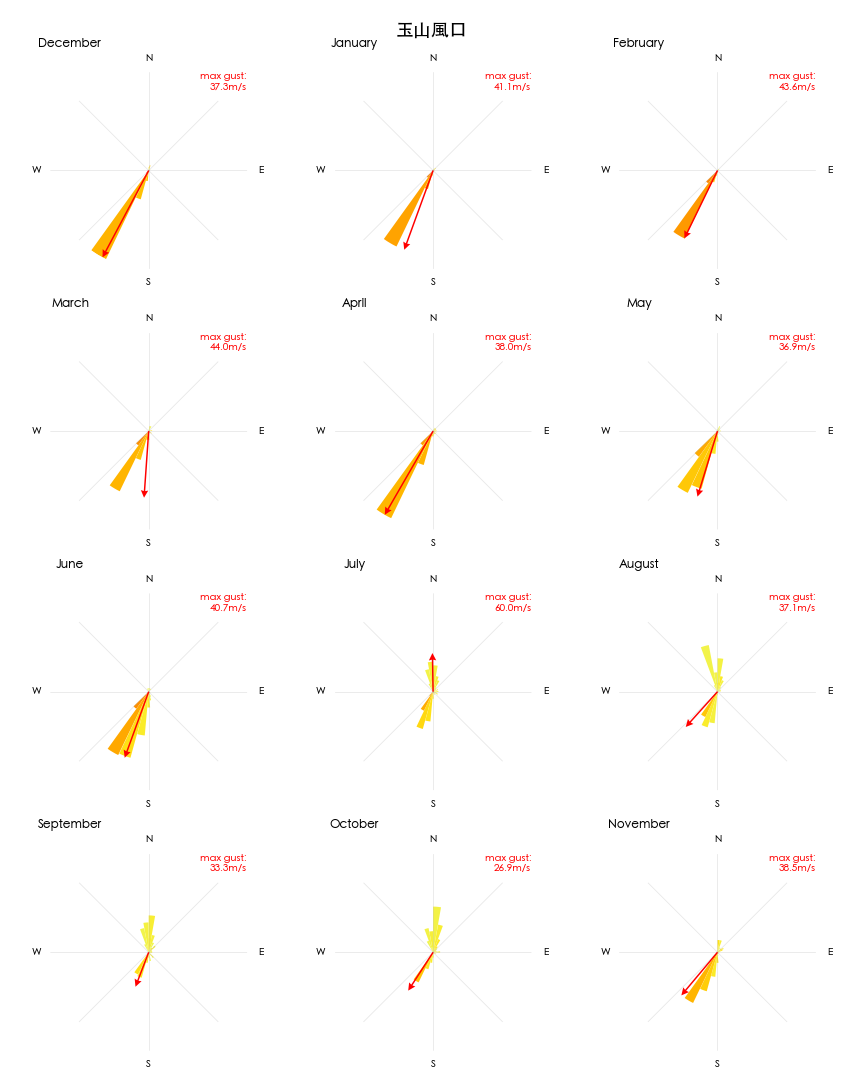 玉山風口
December
N
max gust:
37.3m/s
W
E
S
January
N
max gust:
41.1m/s
W
E
S
February
N
max gust:
43.6m/s
W
E
S
March
N
max gust:
44.0m/s
W
E
S
April
N
max gust:
38.0m/s
W
E
S
May
N
max gust:
36.9m/s
W
E
S
June
N
max gust:
40.7m/s
W
E
S
July
N
max gust:
60.0m/s
W
E
S
August
N
max gust:
37.1m/s
W
E
S
September
N
max gust:
33.3m/s
W
E
S
October
N
max gust:
26.9m/s
W
E
S
November
N
max gust:
38.5m/s
W
E
S